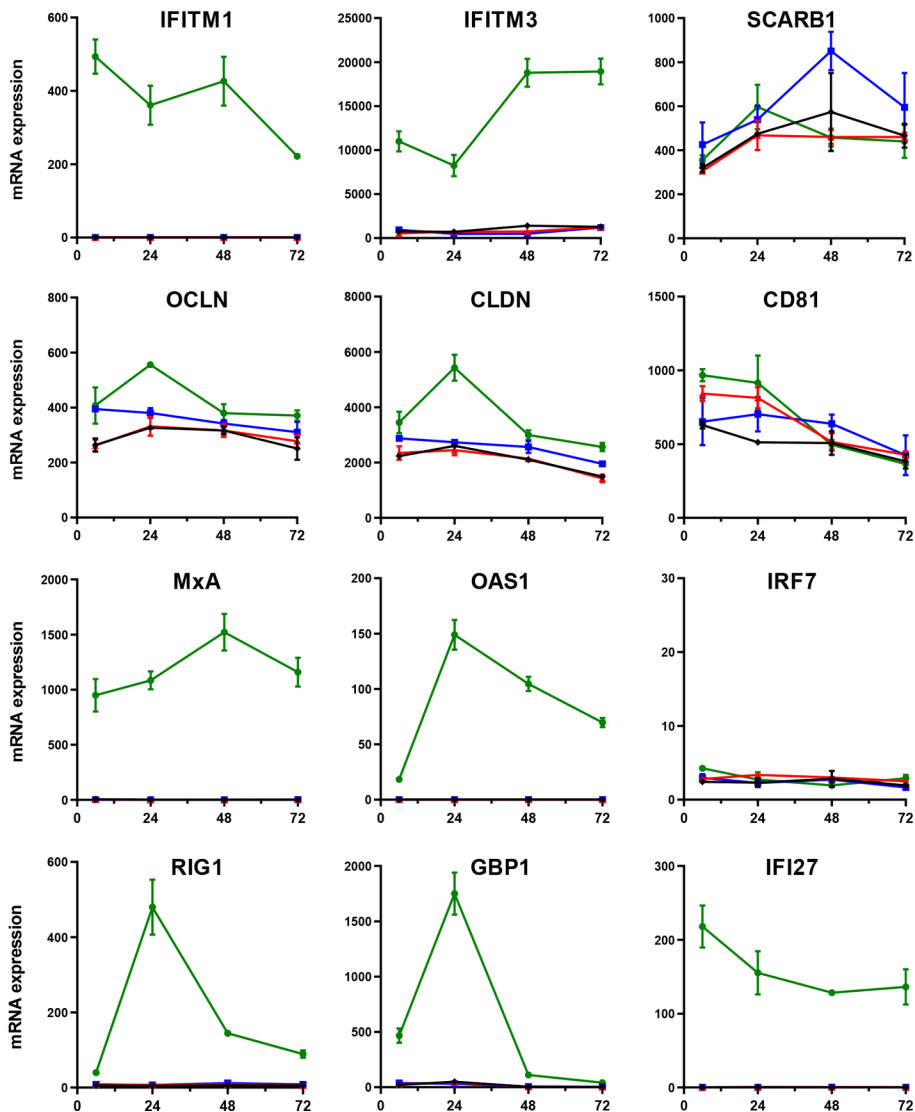 IFITM1 IFITM3 SCARB1
mRNA expression
600 400 200 0
0 24 48 72
25000 20000 15000 10000 5000 0
0 24 48 72
1000 800 600 400 200 0
0 24 48 72
OCLN CLDN CD81
mRNA expression
800 600 400 200 0
0 24 48 72
8000 6000 4000 2000 0
0 24 48 72
1500 1000 500 0
0 24 48 72
MxA OAS1 IRF7
mRNA expression
2000 1500 1000 500 0
0 24 48 72
200 150 100 50 0
0 24 48 72
30 20 10 0
0 24 48 72
RIG1 GBP1 IFI27
mRNA expression
600 400 200 0
0 24 48 72
2000 1500 1000 500 0
0 24 48 72
300 200 100 0
0 24 48 72